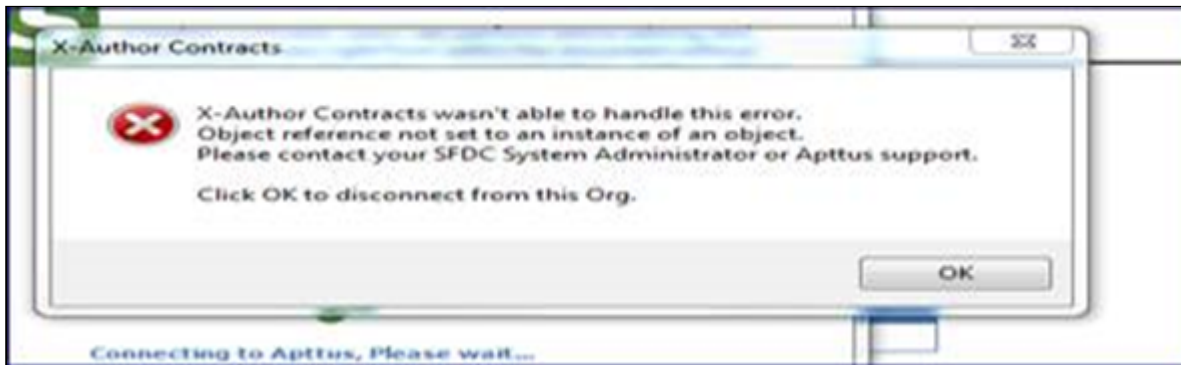 X-Author Contracts
X-Author Contracts wasn't able to handle this error.
Object reference not set to an instance of an object.
Please contact your SFDC System Administrator or Apttus support.
Click OK to disconnect from this Org.
OK
Connecting to Apttus, Please wait...